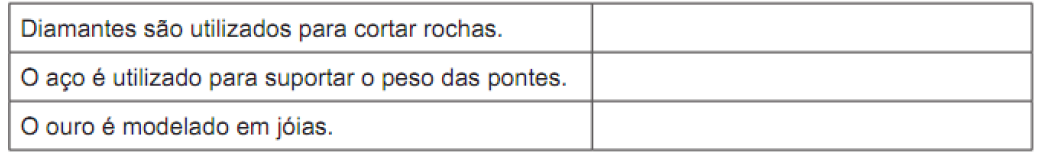 Diamantes são utilizados para cortar rochas.
O aço é utilizado para suportar o peso das pontes.
O ouro é modelado em jóias.